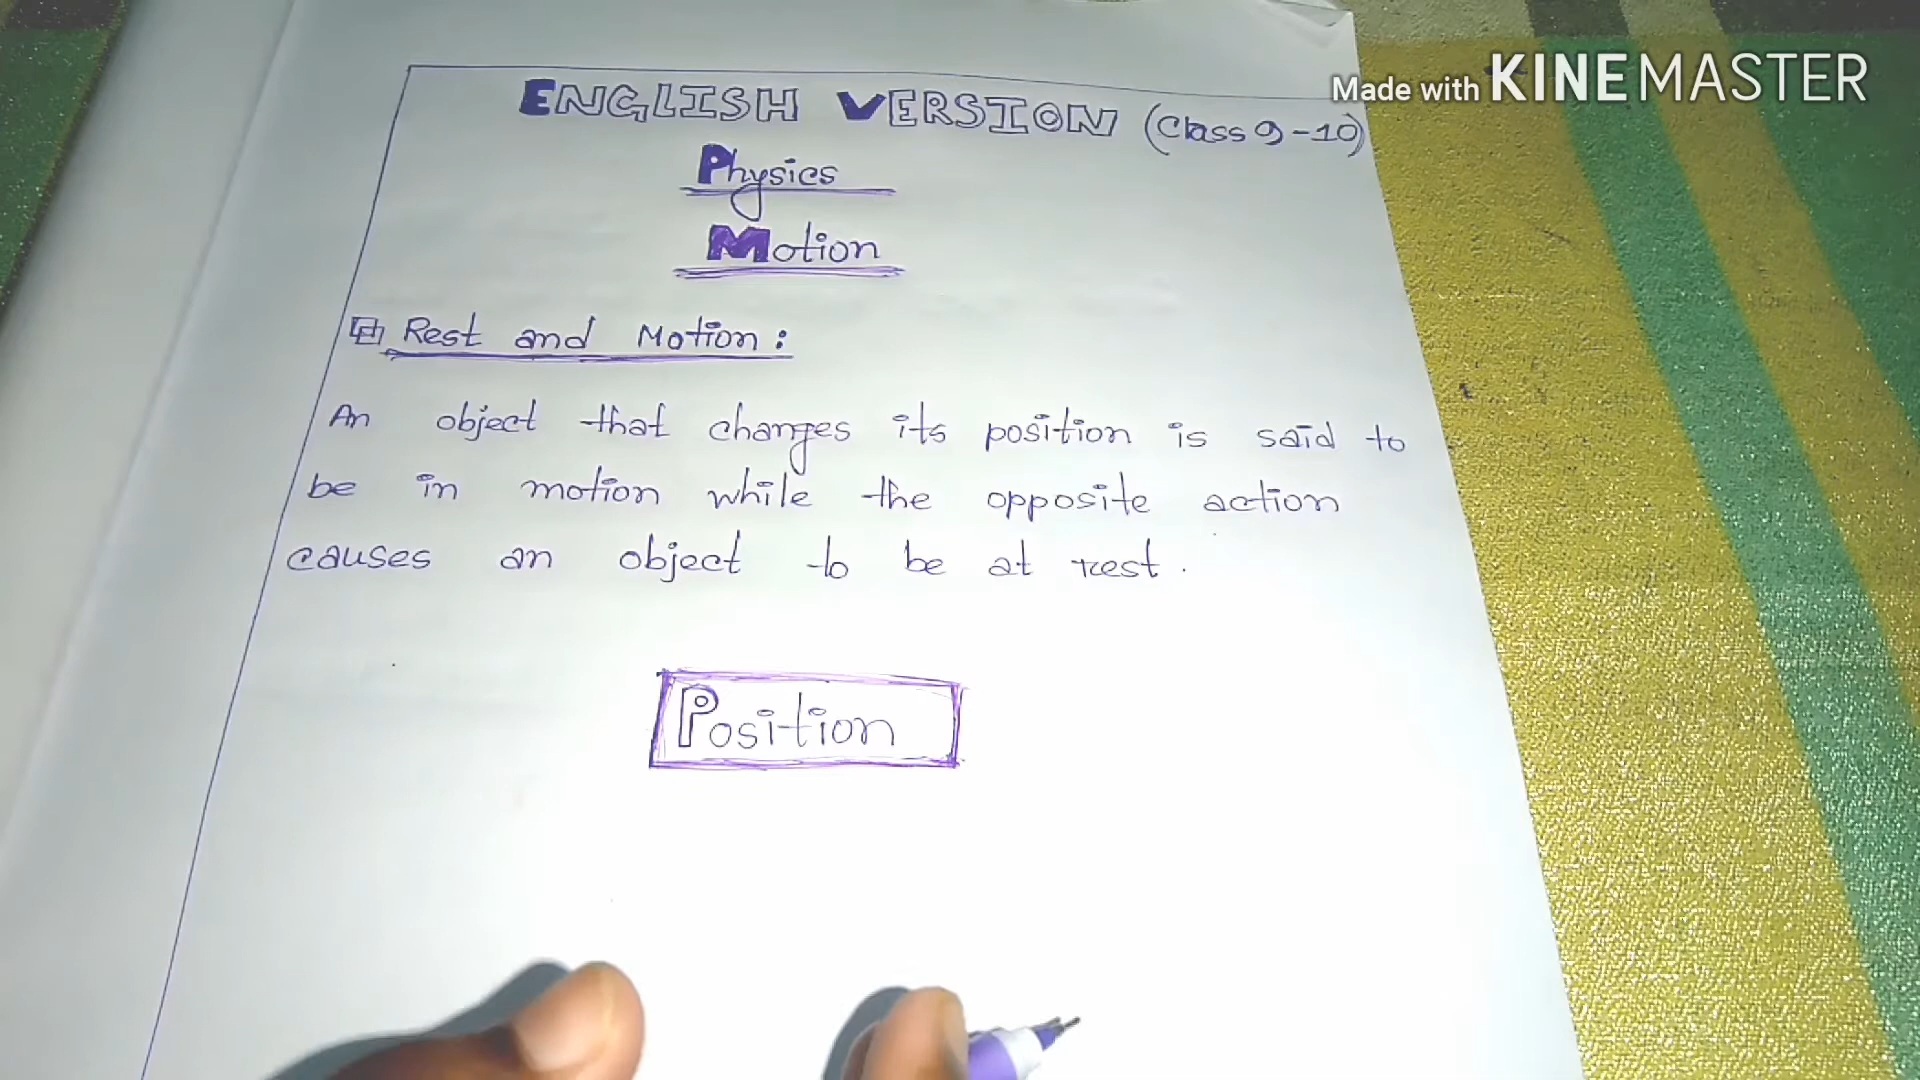 Made with KINEMASTER
ENGLISH VERSION (Class 9-10)
Physics
Motion
Rest and Motion:
An object that changes its position is said to
be in motion while the opposite action
causes an object to be at rest.
Position